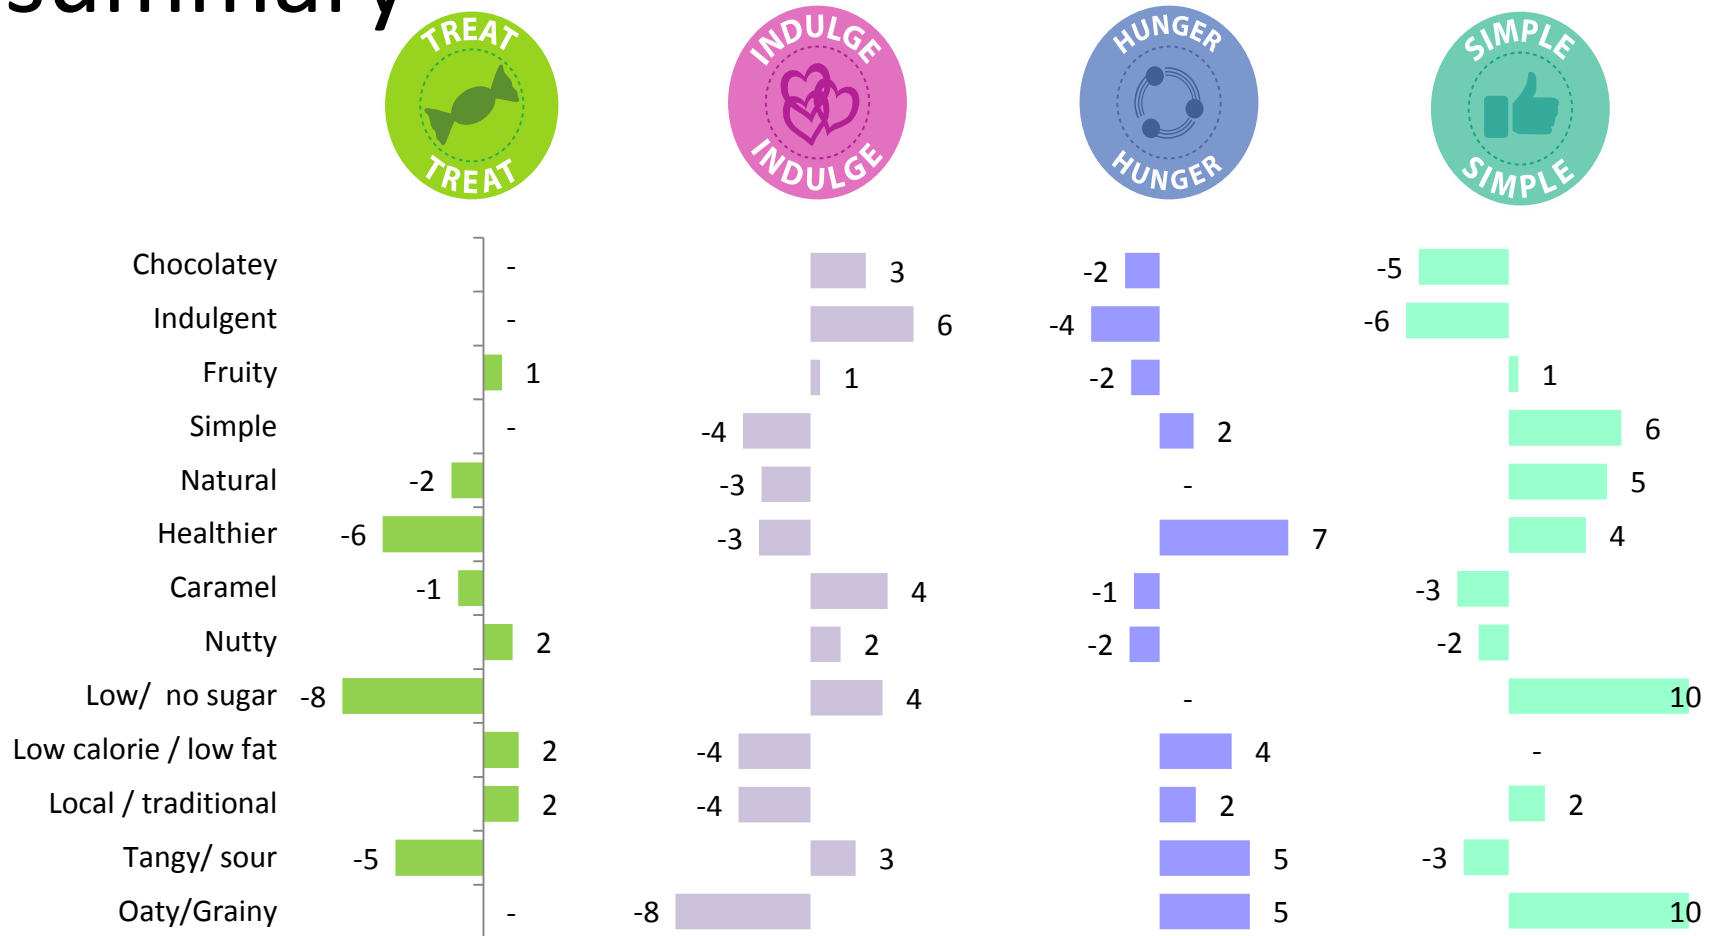 summary
TREAT
TREAT
INDULGE
INDULGE
HUNGER
HUNGER
SIMPLE
SIMPLE
Chocolatey - 3 -2 -5
Indulgent - 6 -4 -6
Fruity 1 1 -2 1
Simple - -4 2 6
Natural -2 -3 - 5
Healthier -6 -3 7 4
Caramel -1 4 -1 -3
Nutty 2 2 -2 -2
Low/ no sugar -8 4 - 10
Low calorie / low fat 2 -4 4 -
Local / traditional 2 -4 2 2
Tangy/ sour -5 3 5 -3
Oaty/Grainy - -8 5 10